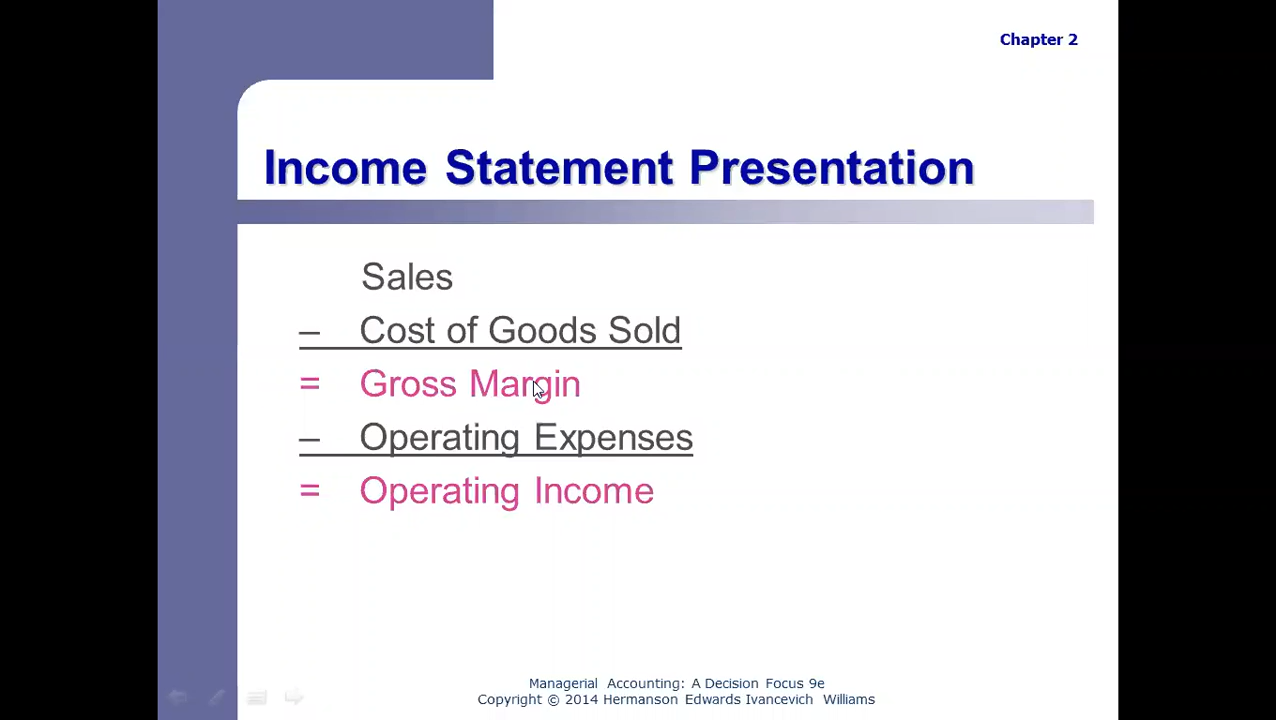 Chapter 2
Income Statement Presentation
Sales
– Cost of Goods Sold
= Gross Margin
– Operating Expenses
= Operating Income
Managerial Accounting: A Decision Focus 9e
Copyright © 2014 Hermanson Edwards Ivancevich Williams